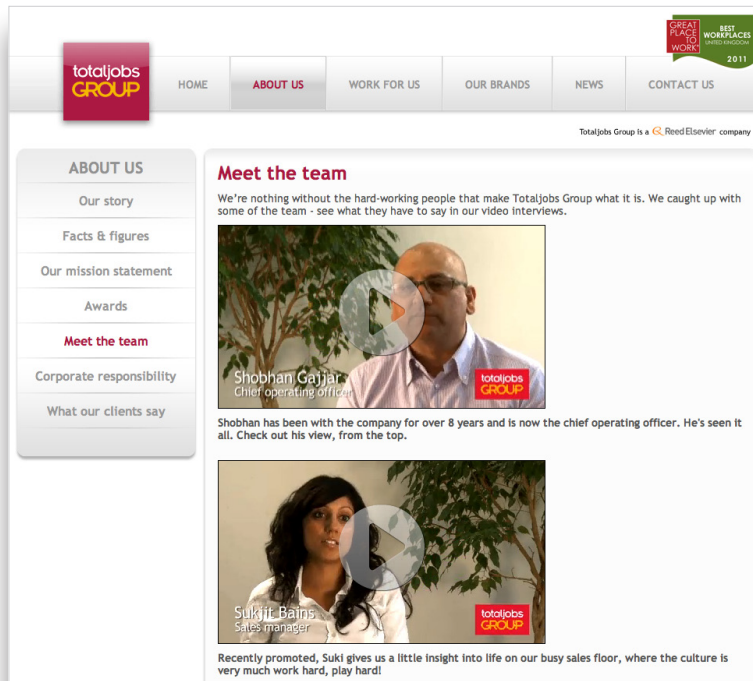 GREAT
PLACE
TO
WORK®
BEST
WORKPLACES
UNITED KINGDOM
2011
totaljobs
GROUP
HOME
ABOUT US
WORK FOR US
OUR BRANDS
NEWS
CONTACT US
Totaljobs Group is a Reed Elsevier company
ABOUT US
Our story
Facts & figures
Our mission statement
Awards
Meet the team
Corporate responsibility
What our clients say
Meet the team
We're nothing without the hard-working people that make Totaljobs Group what it is. We caught up with
some of the team - see what they have to say in our video interviews.
Shobhan Gajjar
Chief operating officer
totaljobs
GROUP
Shobhan has been with the company for over 8 years and is now the chief operating officer. He's seen it
all. Check out his view, from the top.
Sukjit Bains
Sales manager
totaljobs
GROUP
Recently promoted, Suki gives us a little insight into life on our busy sales floor, where the culture is
very much work hard, play hard!